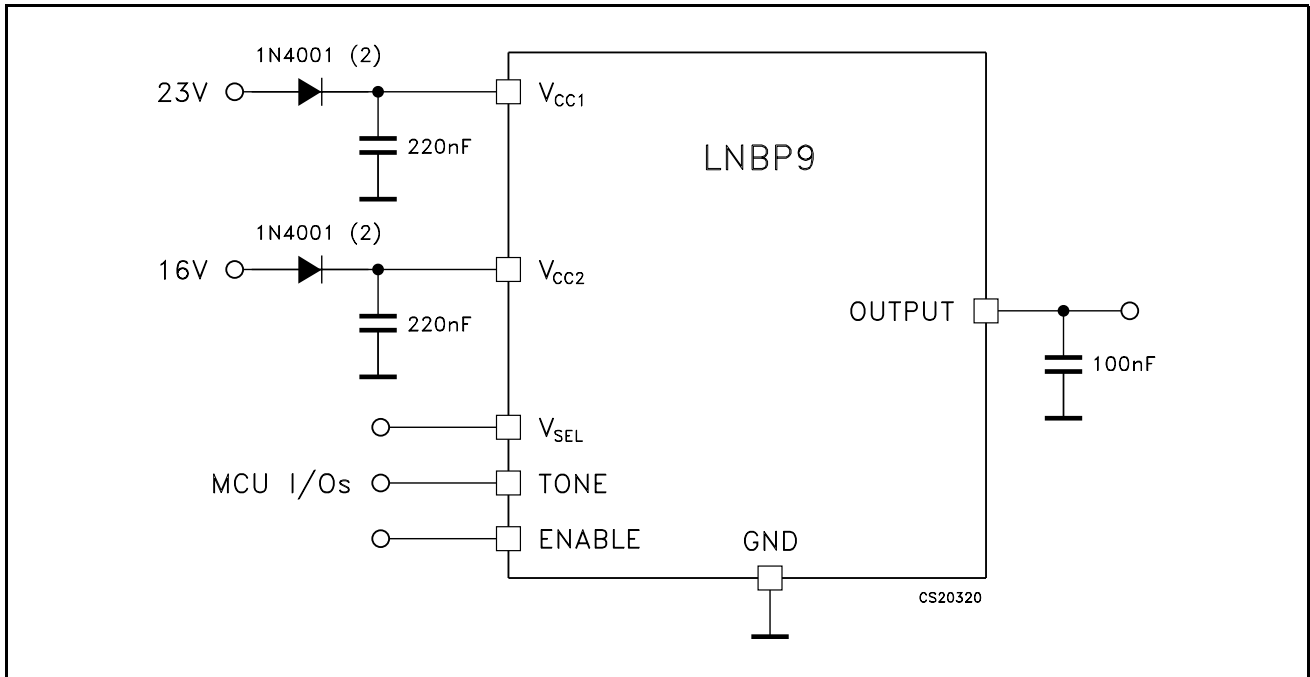 1N4001 (2)
23V
VCC1
220nF
LNBP9
1N4001 (2)
16V
VCC2
220nF
OUTPUT
100nF
VSEL
MCU I/Os
TONE
ENABLE
GND
CS20320